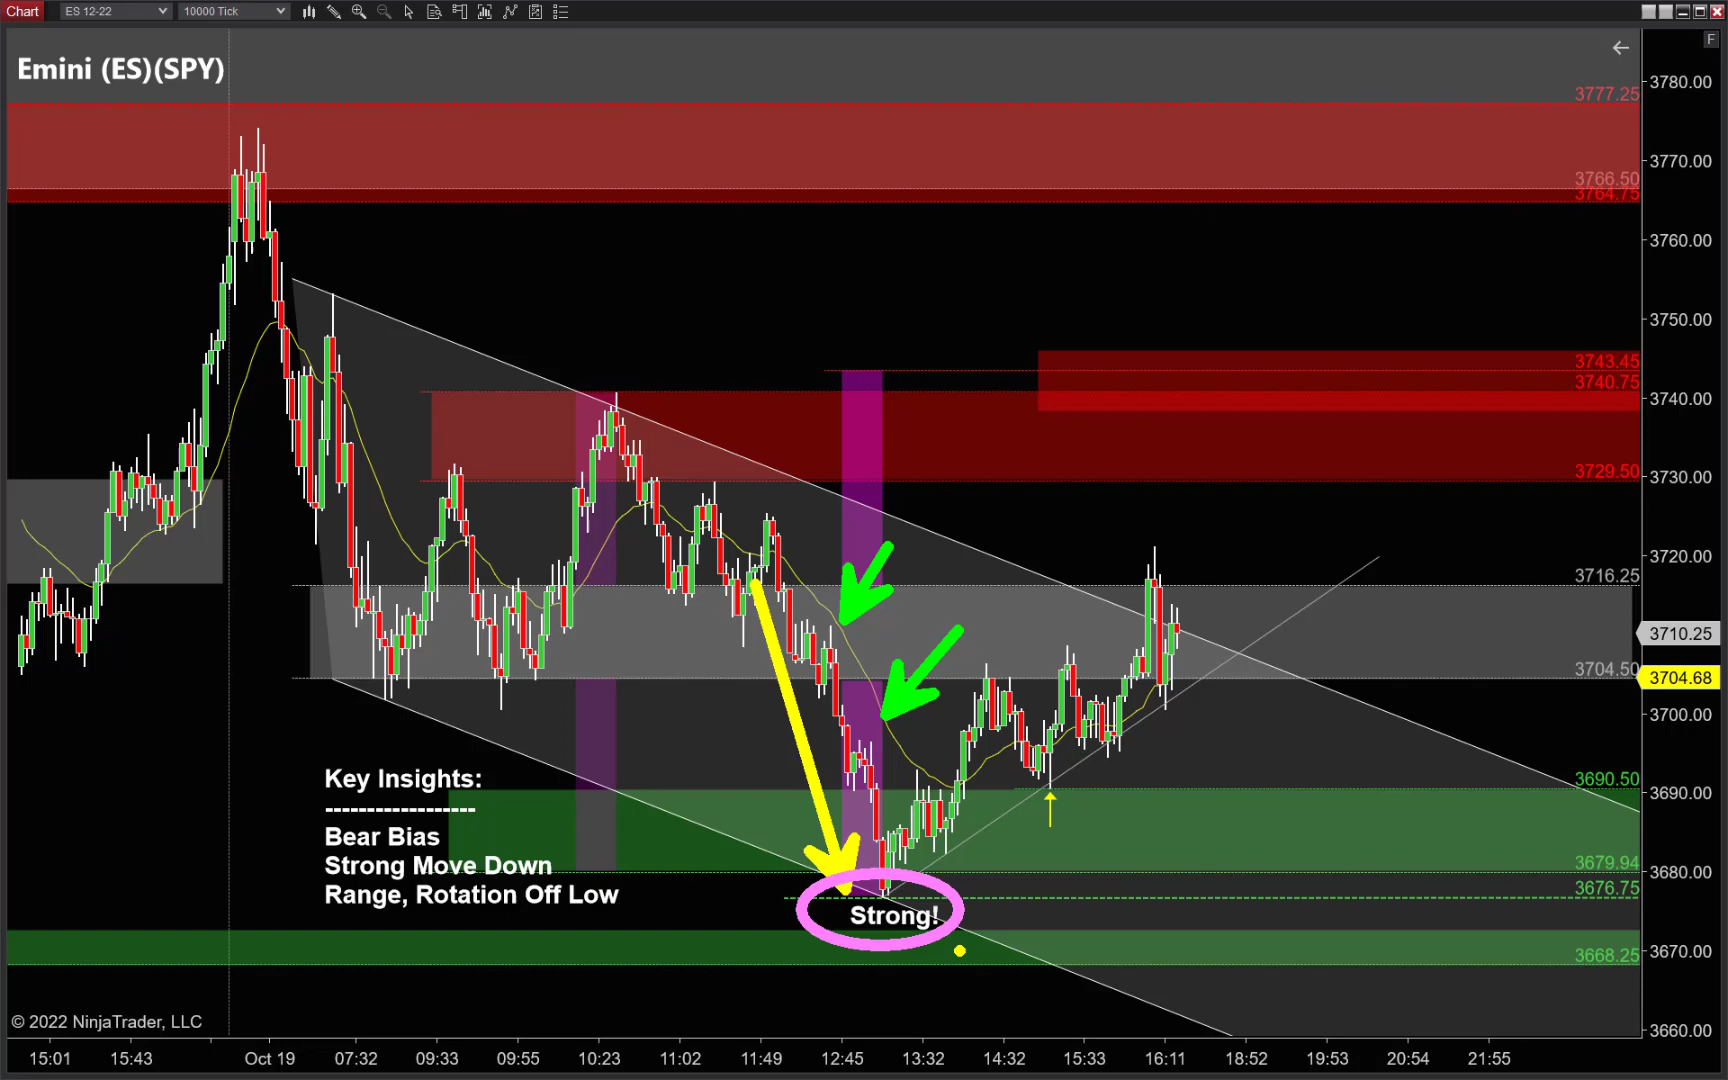 Chart ES 12-22 10000 Tick
F
Emini (ES)(SPY)
3780.00
3777.25
3770.00
3766.50
3764.75
3760.00
3750.00
3743.45
3740.75
3740.00
3729.50
3730.00
3720.00
3716.25
3710.25
3704.50
3704.68
3700.00
3690.50
3690.00
3679.94
3680.00
3676.75
3670.00
3668.25
3660.00
Key Insights:
------------------
Bear Bias
Strong Move Down
Range, Rotation Off Low
Strong!
© 2022 NinjaTrader, LLC
15:01 15:43 Oct 19 07:32 09:33 09:55 10:23 11:02 11:49 12:45 13:32 14:32 15:33 16:11 18:52 19:53 20:54 21:55